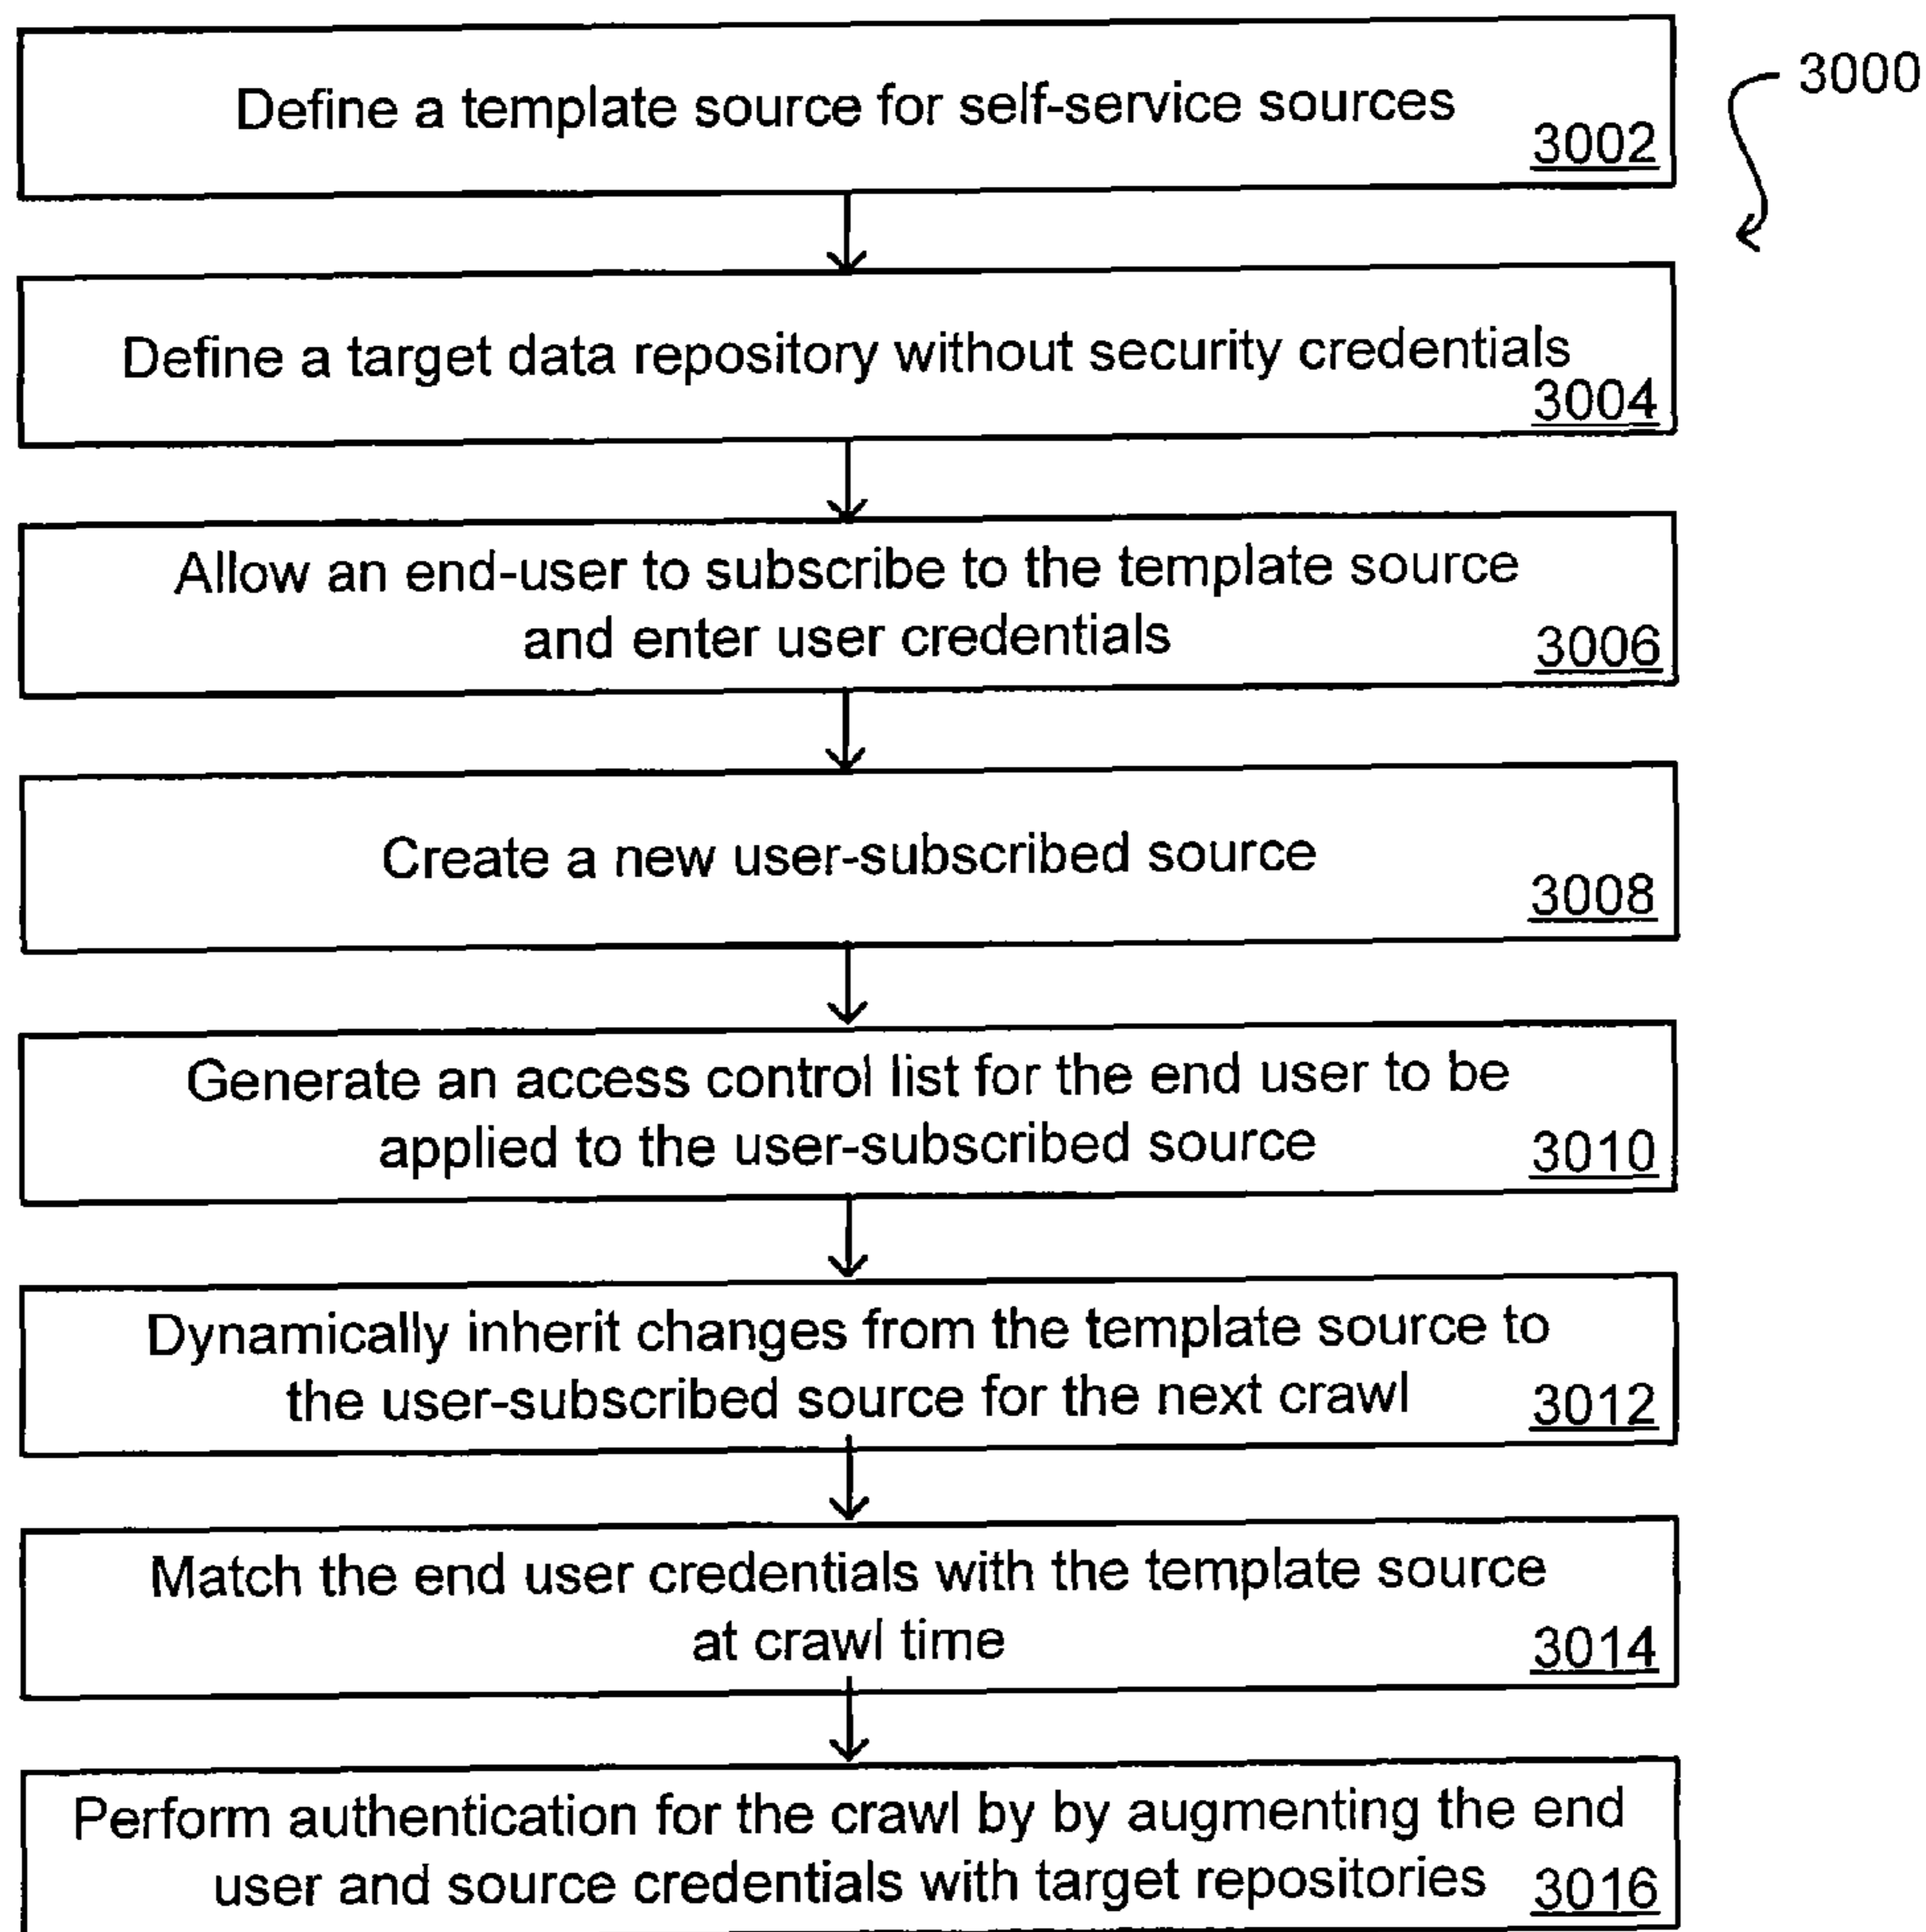 3000
Define a template source for self-service sources
3002
Define a target data repository without security credentials
3004
Allow an end-user to subscribe to the template source
and enter user credentials
3006
Create a new user-subscribed source
3008
Generate an access control list for the end user to be
applied to the user-subscribed source
3010
Dynamically inherit changes from the template source to
the user-subscribed source for the next crawl
3012
Match the end user credentials with the template source
at crawl time
3014
Perform authentication for the crawl by by augmenting the end
user and source credentials with target repositories
3016